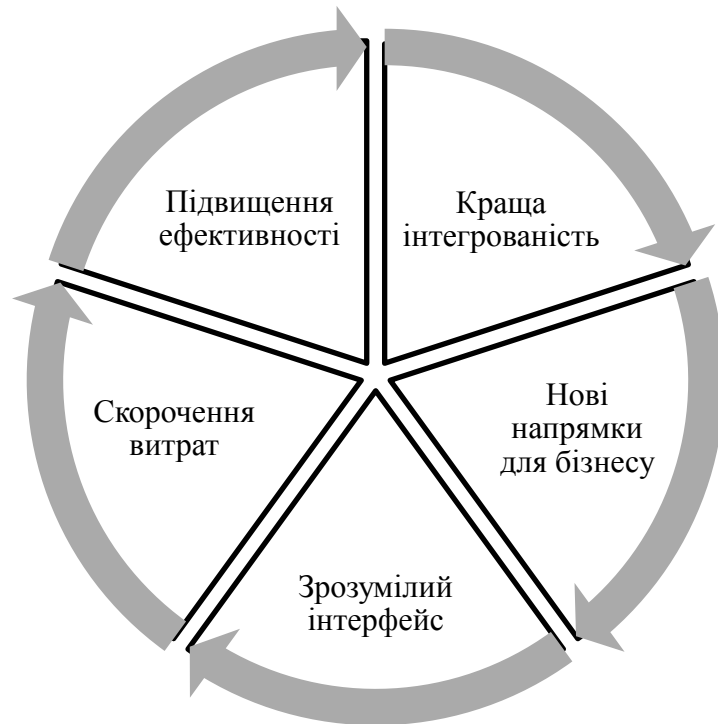 Підвищення
ефективності
Краща
інтегрованість
Нові
напрямки
для бізнесу
Зрозумілий
інтерфейс
Скорочення
витрат